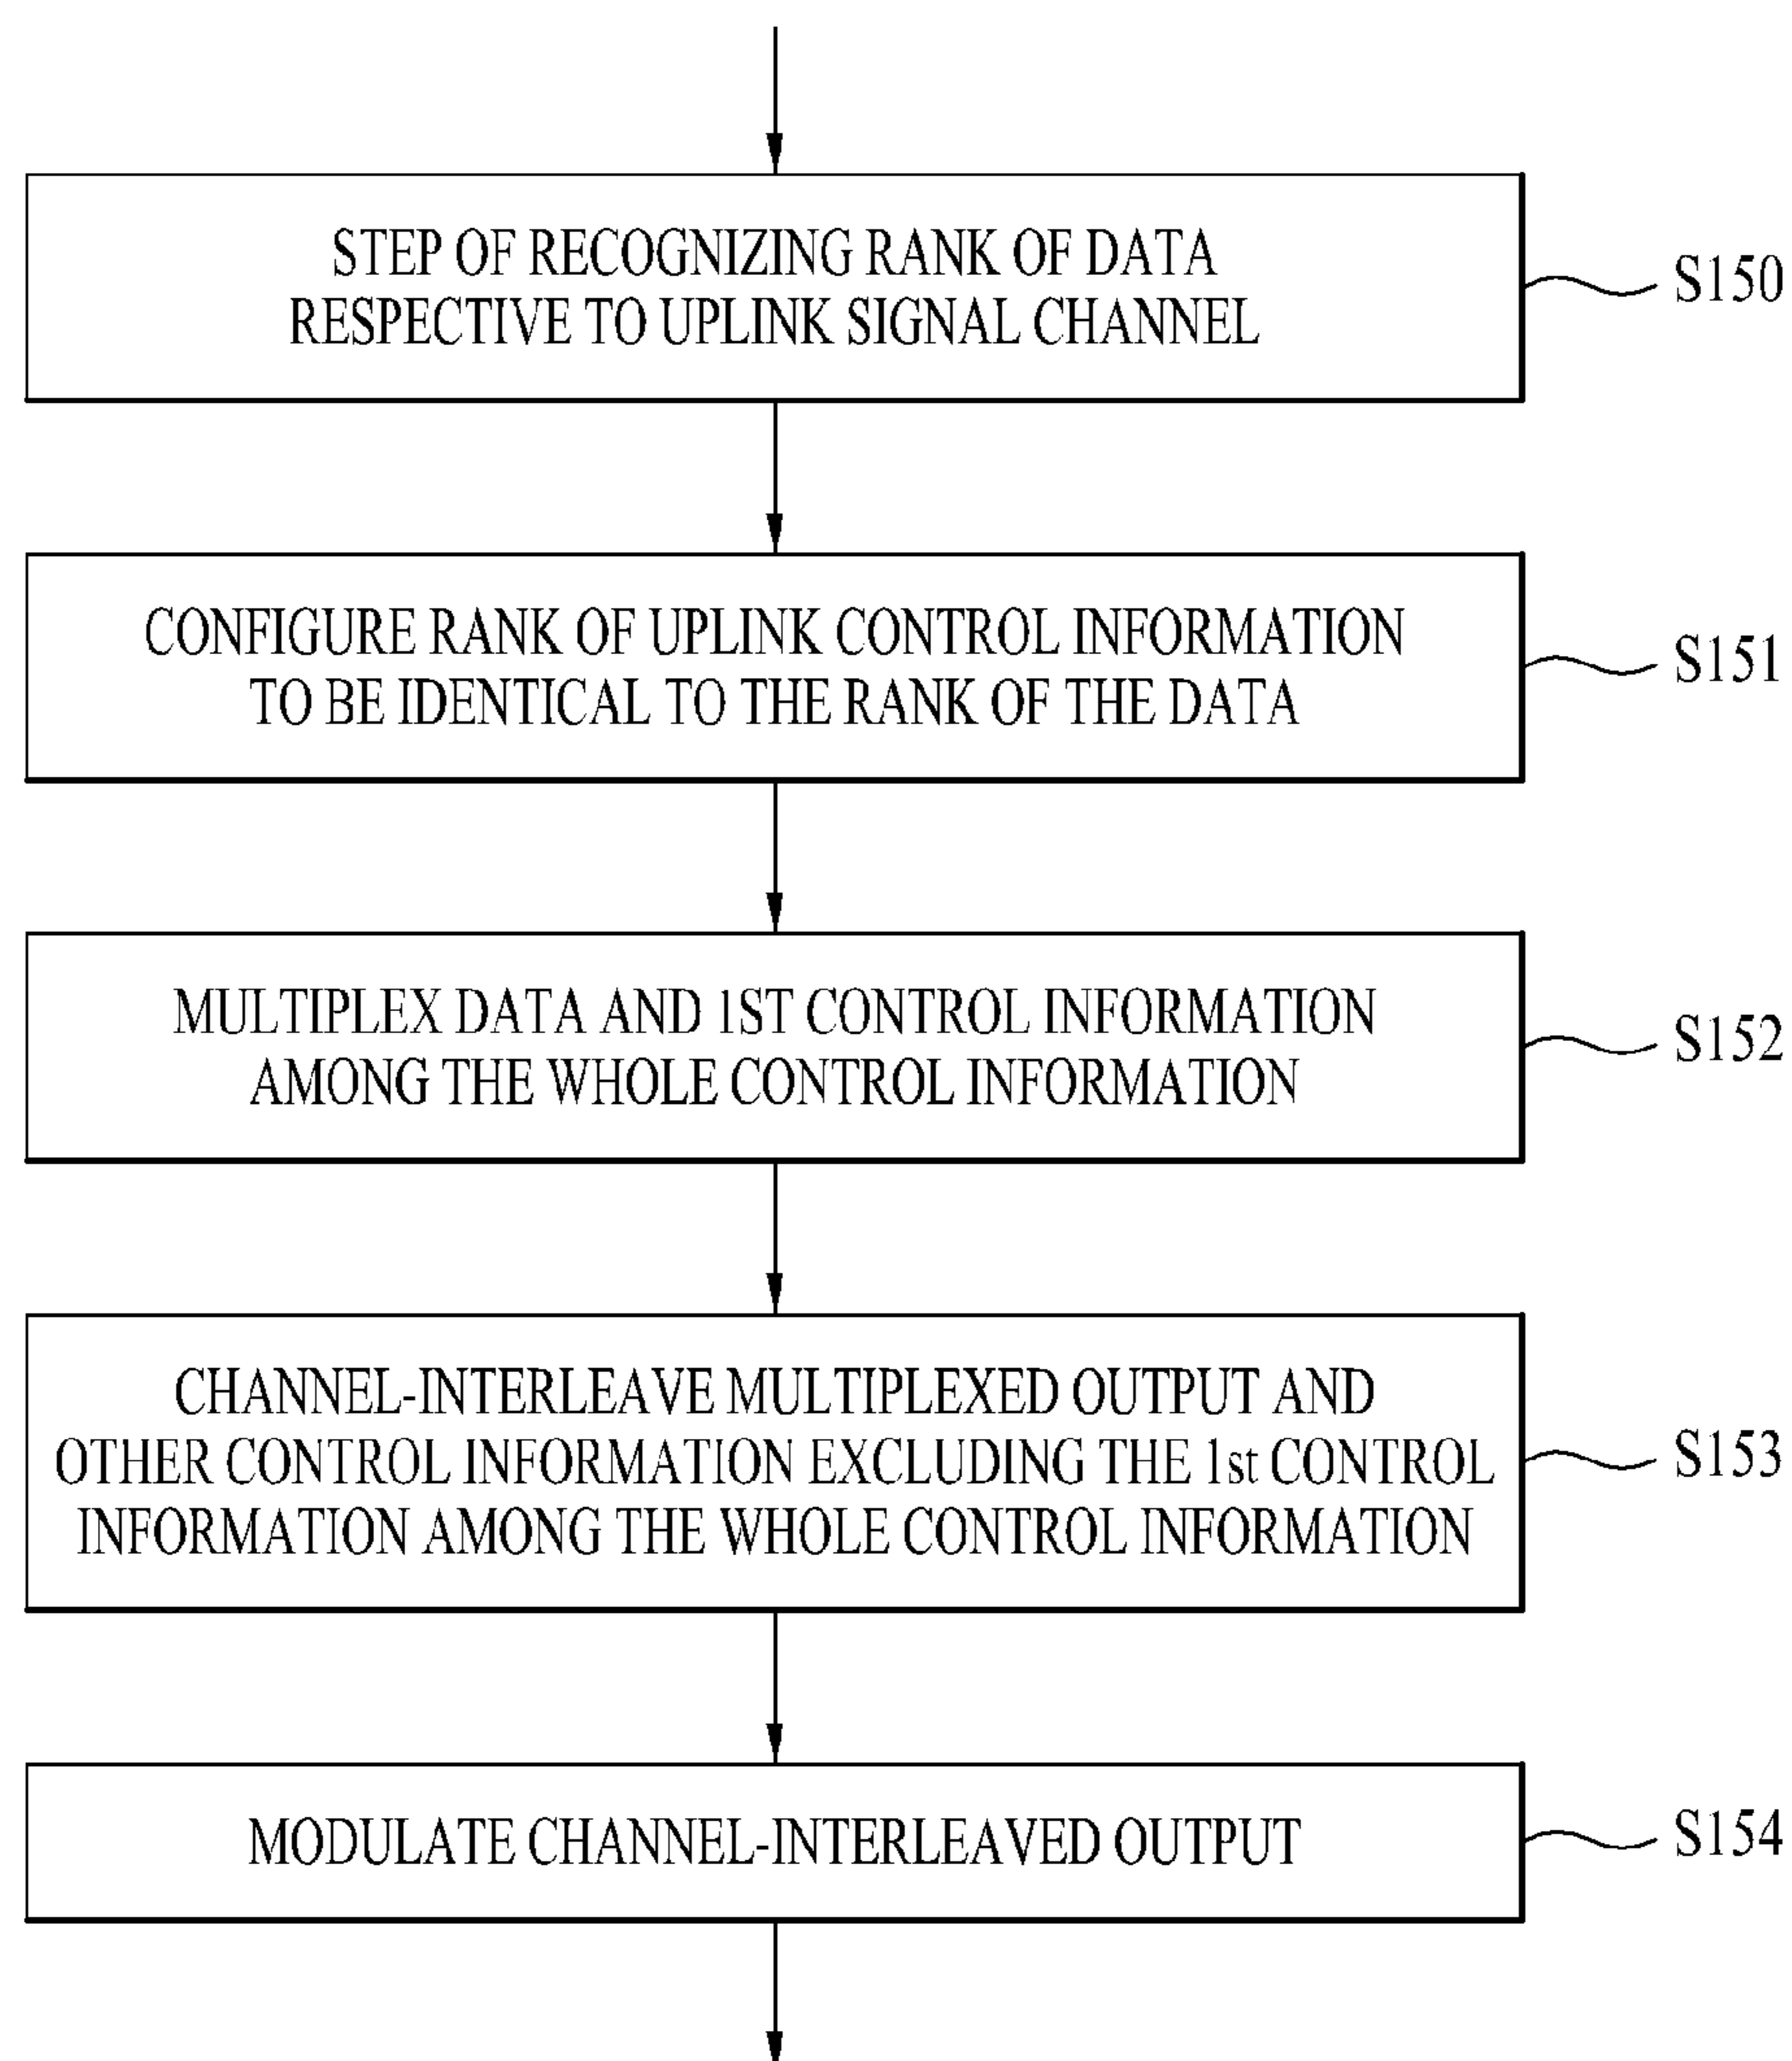 STEP OF RECOGNIZING RANK OF DATA
RESPECTIVE TO UPLINK SIGNAL CHANNEL
S150
CONFIGURE RANK OF UPLINK CONTROL INFORMATION
TO BE IDENTICAL TO THE RANK OF THE DATA
S151
MULTIPLEX DATA AND 1ST CONTROL INFORMATION
AMONG THE WHOLE CONTROL INFORMATION
S152
CHANNEL-INTERLEAVE MULTIPLEXED OUTPUT AND
OTHER CONTROL INFORMATION EXCLUDING THE 1st CONTROL
INFORMATION AMONG THE WHOLE CONTROL INFORMATION
S153
MODULATE CHANNEL-INTERLEAVED OUTPUT
S154